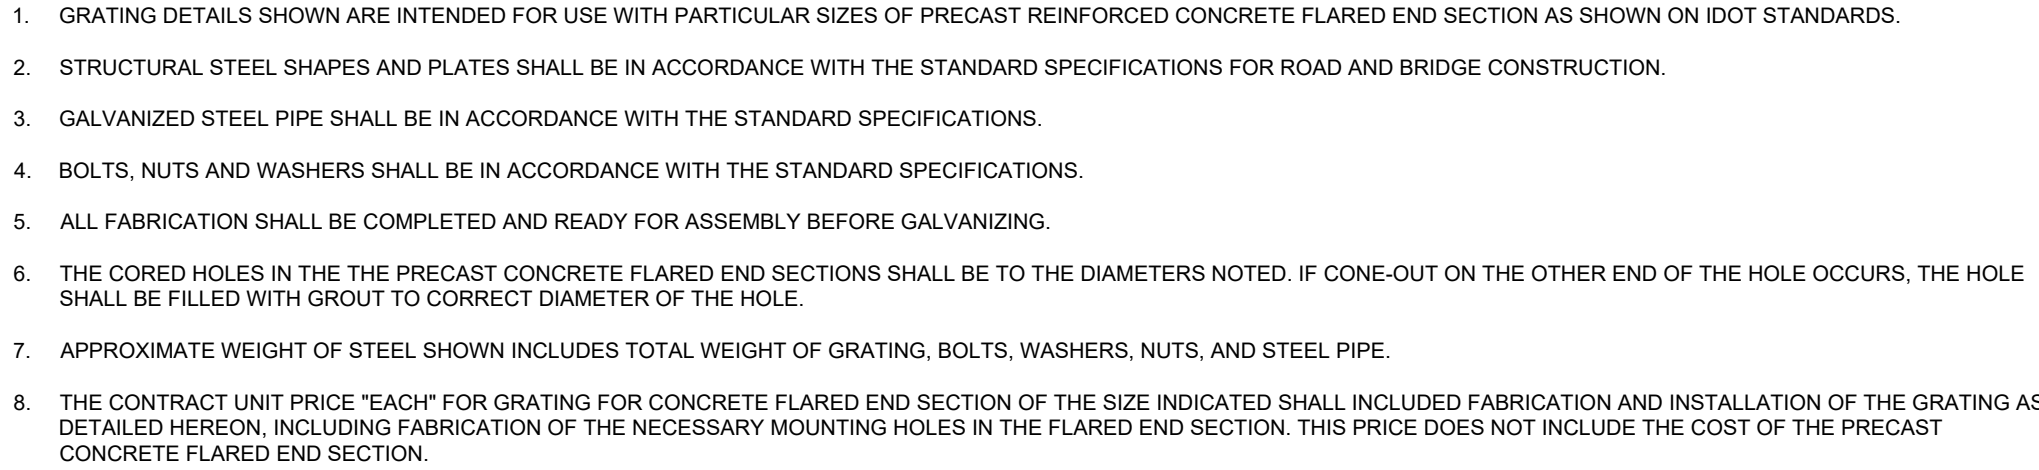 1. GRATING DETAILS SHOWN ARE INTENDED FOR USE WITH PARTICULAR SIZES OF PRECAST REINFORCED CONCRETE FLARED END SECTION AS SHOWN ON IDOT STANDARDS.
2. STRUCTURAL STEEL SHAPES AND PLATES SHALL BE IN ACCORDANCE WITH THE STANDARD SPECIFICATIONS FOR ROAD AND BRIDGE CONSTRUCTION.
3. GALVANIZED STEEL PIPE SHALL BE IN ACCORDANCE WITH THE STANDARD SPECIFICATIONS.
4. BOLTS, NUTS AND WASHERS SHALL BE IN ACCORDANCE WITH THE STANDARD SPECIFICATIONS.
5. ALL FABRICATION SHALL BE COMPLETED AND READY FOR ASSEMBLY BEFORE GALVANIZING.
6. THE CORED HOLES IN THE THE PRECAST CONCRETE FLARED END SECTIONS SHALL BE TO THE DIAMETERS NOTED. IF CONE-OUT ON THE OTHER END OF THE HOLE OCCURS, THE HOLE
SHALL BE FILLED WITH GROUT TO CORRECT DIAMETER OF THE HOLE.
7. APPROXIMATE WEIGHT OF STEEL SHOWN INCLUDES TOTAL WEIGHT OF GRATING, BOLTS, WASHERS, NUTS, AND STEEL PIPE.
8. THE CONTRACT UNIT PRICE "EACH" FOR GRATING FOR CONCRETE FLARED END SECTION OF THE SIZE INDICATED SHALL INCLUDED FABRICATION AND INSTALLATION OF THE GRATING AS
DETAILED HEREON, INCLUDING FABRICATION OF THE NECESSARY MOUNTING HOLES IN THE FLARED END SECTION. THIS PRICE DOES NOT INCLUDE THE COST OF THE PRECAST
CONCRETE FLARED END SECTION.